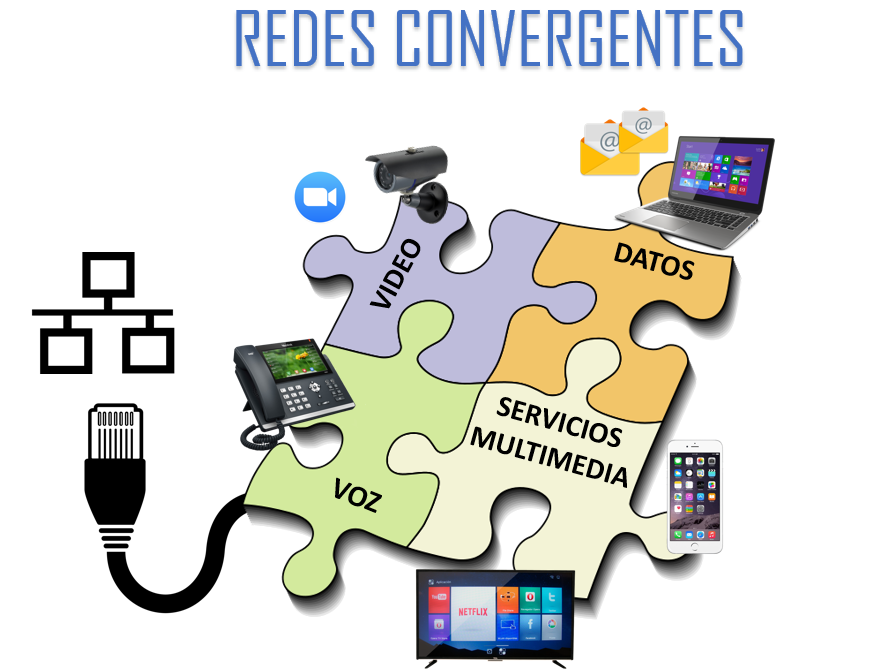 REDES CONVERGENTES
@
@
VIDEO
DATOS
SERVICIOS
MULTIMEDIA
VOZ
NETFLIX